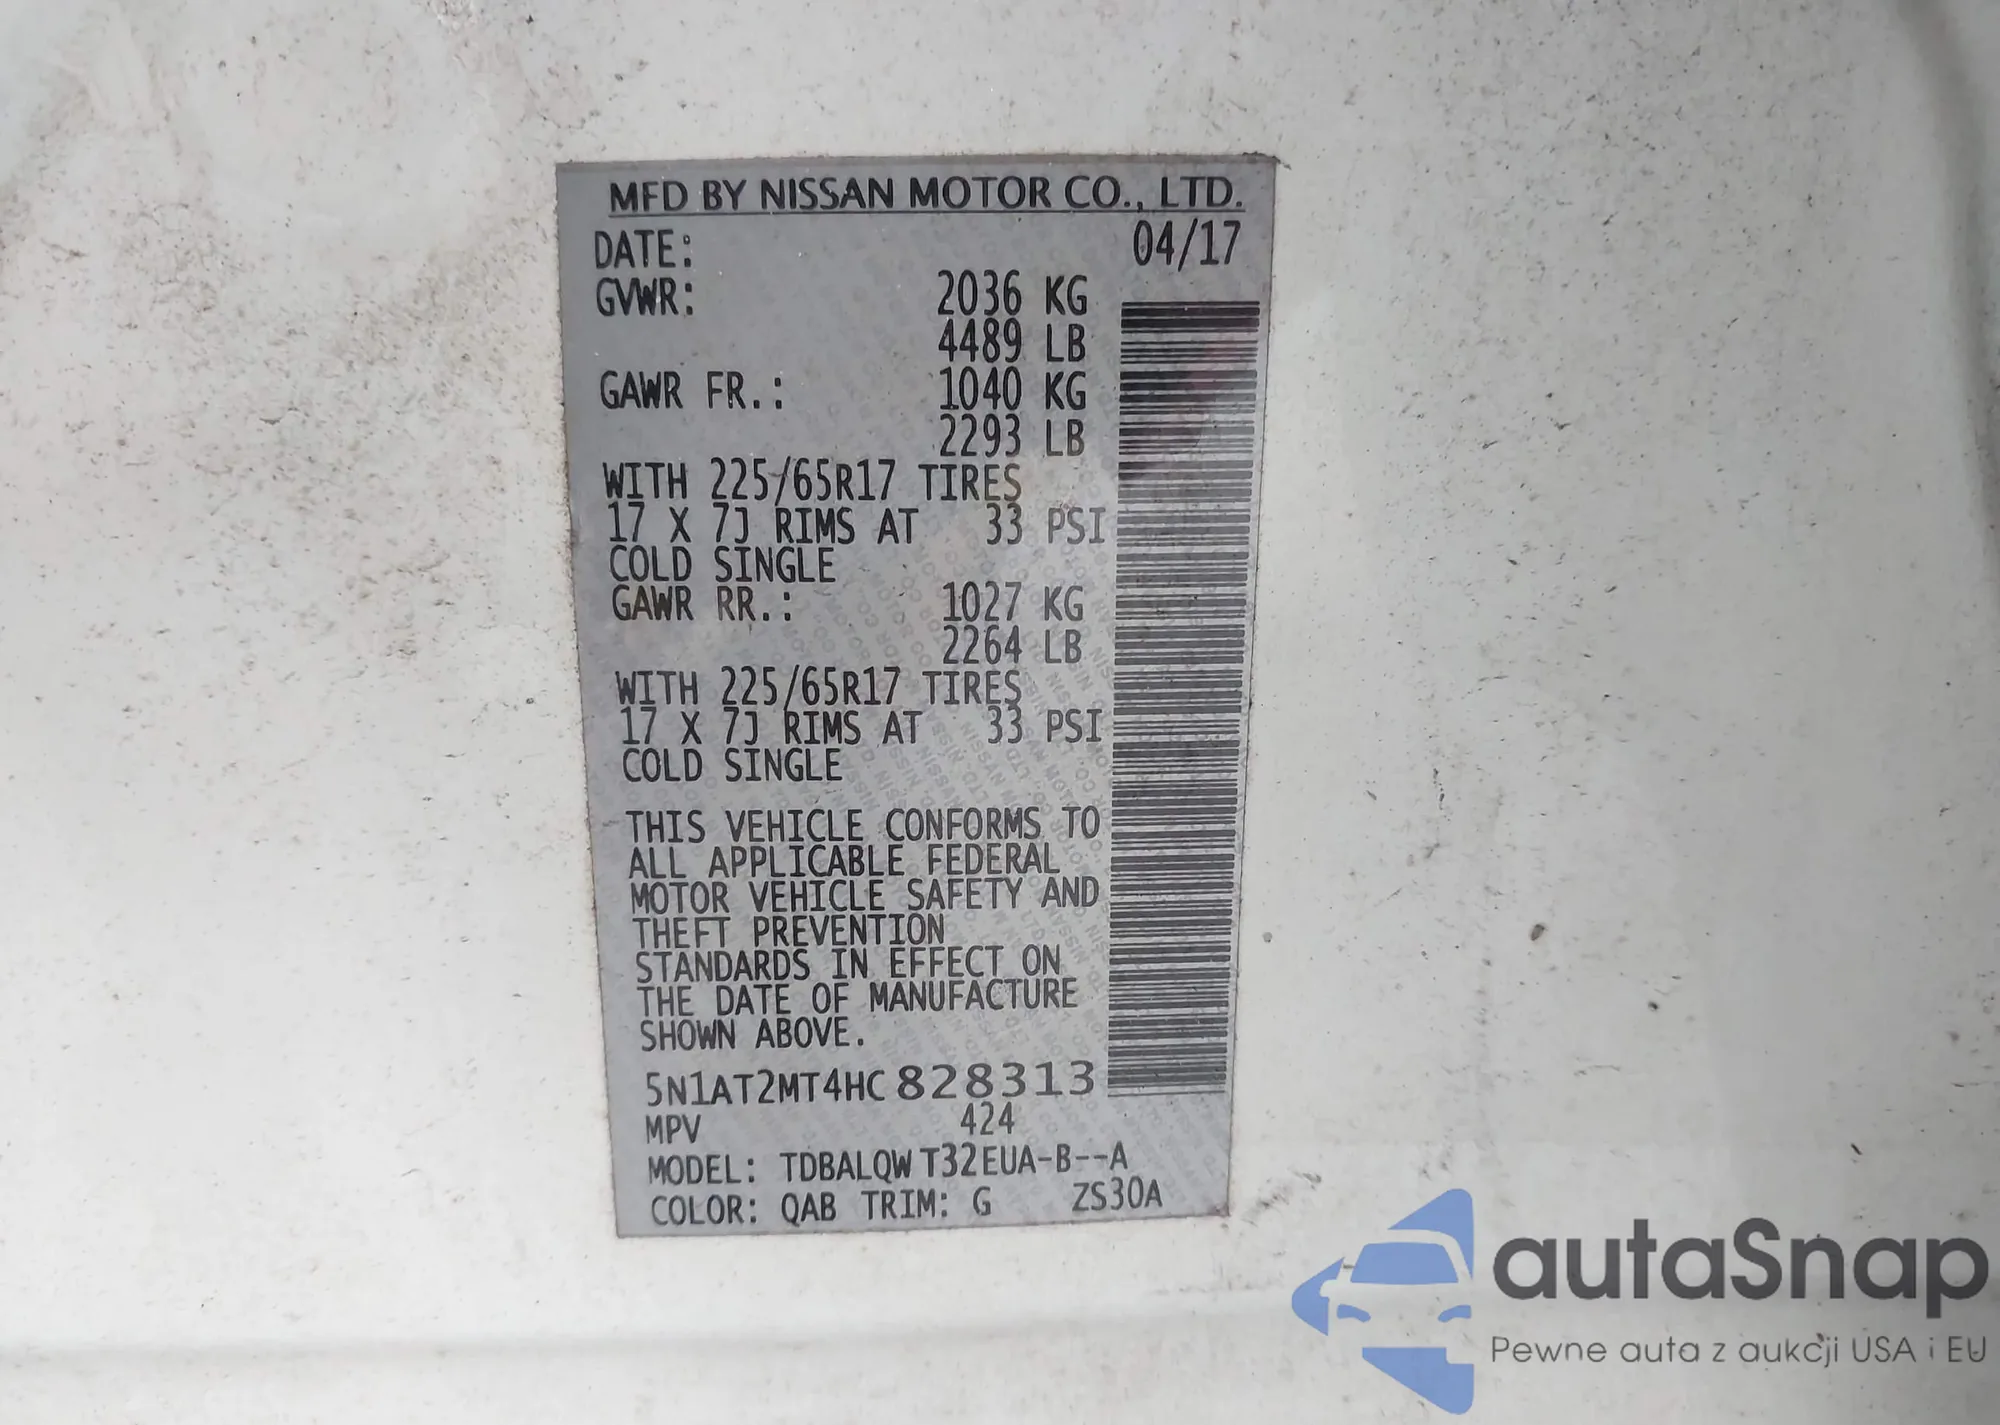 MFD BY NISSAN MOTOR CO., LTD.
DATE: 04/17
GVWR: 2036 KG
4489 LB
GAWR FR.: 1040 KG
2293 LB
WITH 225/65R17 TIRES
17 X 7J RIMS AT 33 PSI
COLD SINGLE
GAWR RR.: 1027 KG
2264 LB
WITH 225/65R17 TIRES
17 X 7J RIMS AT 33 PSI
COLD SINGLE
THIS VEHICLE CONFORMS TO
ALL APPLICABLE FEDERAL
MOTOR VEHICLE SAFETY AND
THEFT PREVENTION
STANDARDS IN EFFECT ON
THE DATE OF MANUFACTURE
SHOWN ABOVE.
5N1AT2MT4HC828313
MPV 424
MODEL: TDBALQW T32EUA-B--A
COLOR: QAB TRIM: G ZS30A
autaSnap
Pewne auta z aukcji USA i EU